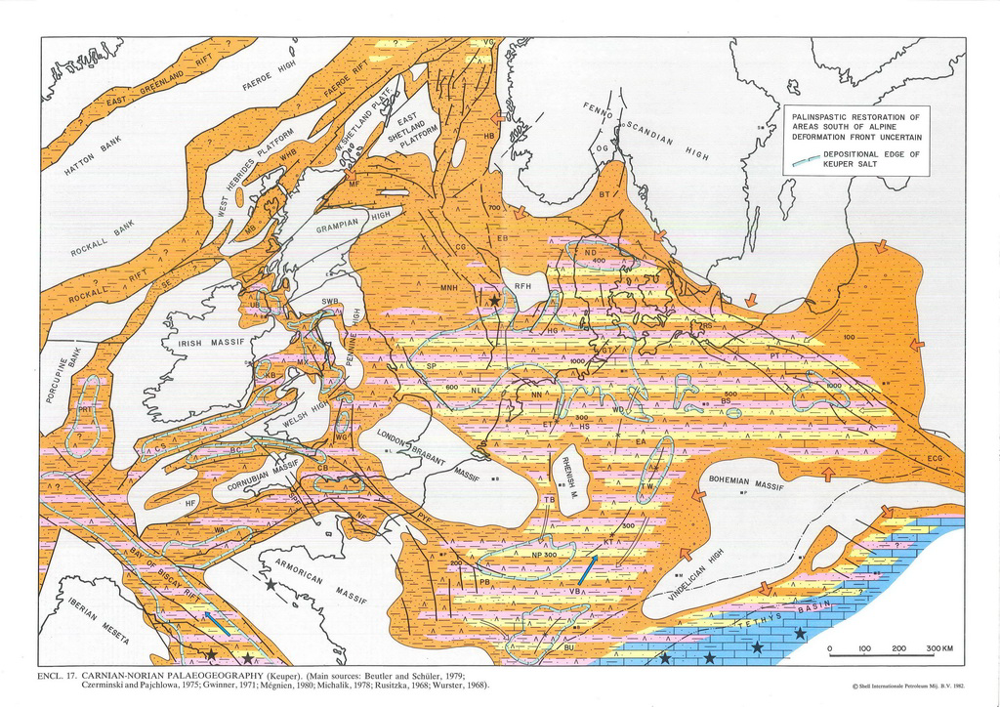 VG
EAST GREENLAND RIFT
?
FAEROE HIGH
FAEROE RIFT
?
?
HATTON BANK
WEST HEBRIDES PLATFORM
WHB
W. SHETLAND PLATF.
EAST
SHETLAND
PLATFORM
HB
FENNO-SCANDIAN HIGH
OG
PALINSPASTIC RESTORATION OF
AREAS SOUTH OF ALPINE
DEFORMATION FRONT UNCERTAIN
DEPOSITIONAL EDGE OF
KEUPER SALT
MF
BT
ROCKALL BANK
MB
GRAMPIAN HIGH
700
EB
CG
ND
400
ROCKALL RIFT
SE
UB
SWB
MNH
RFH
HG
IRISH MASSIF
PENNINE HIGH
RS
GT
100
PORCUPINE BANK
MX
KB
SP
1000
PT
600
NL
NN
1000
500
BS
PRT
WELSH HIGH
WG
WD
300
ET
HS
CS
BC
LONDON-BRABANT MASSIF
EA
ECG
CORNUBIAN MASSIF
CB
RHENISH M.
TW
BOHEMIAN MASSIF
?
HF
TB
WA
NF
PYF
300
KT
BAY OF BISCAY RIFT
ARMORICAN MASSIF
200
NP 300
PB
VB
VINDELICIAN HIGH
?
?
IBERIAN MESETA
TETHYS BASIN
BU
0 100 200 300 KM
ENCL. 17. CARNIAN-NORIAN PALAEOGEOGRAPHY (Keuper). (Main sources: Beutler and Schüler, 1979;
Czerminski and Pajchlowa, 1975; Gwinner, 1971; Mégnien, 1980; Michalik, 1978; Rusitzka, 1968; Wurster, 1968).
© Shell Internationale Petroleum Mij. B.V. 1982.